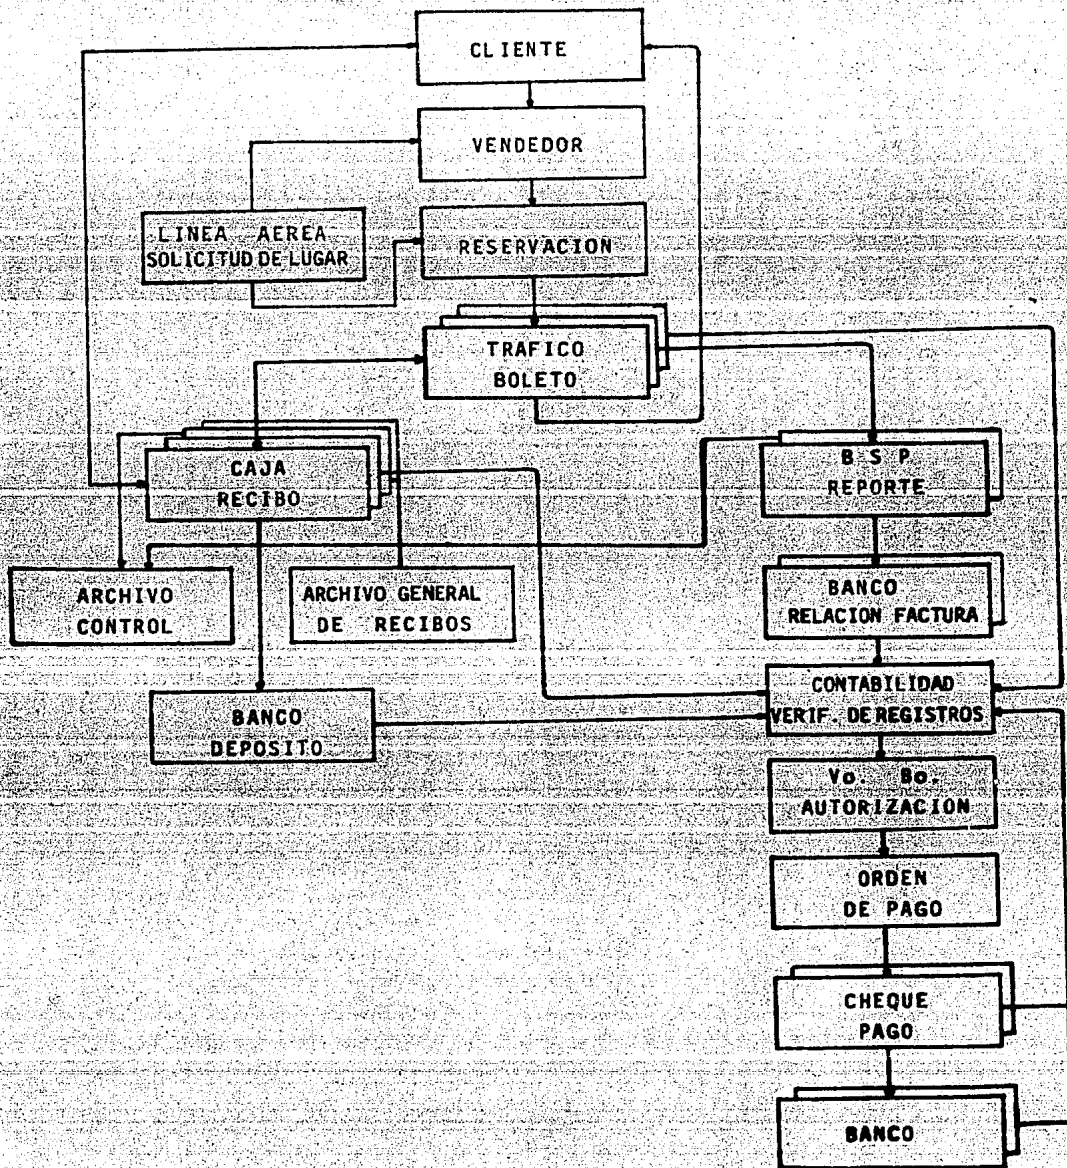 CLIENTE
VENDEDOR
LINEA AEREA
SOLICITUD DE LUGAR
RESERVACION
TRAFICO
BOLETO
CAJA
RECIBO
B S P
REPORTE
ARCHIVO
CONTROL
ARCHIVO GENERAL
DE RECIBOS
BANCO
RELACION FACTURA
CONTABILIDAD
VERIF. DE REGISTROS
BANCO
DEPOSITO
Vo. Bo.
AUTORIZACION
ORDEN
DE PAGO
CHEQUE
PAGO
BANCO